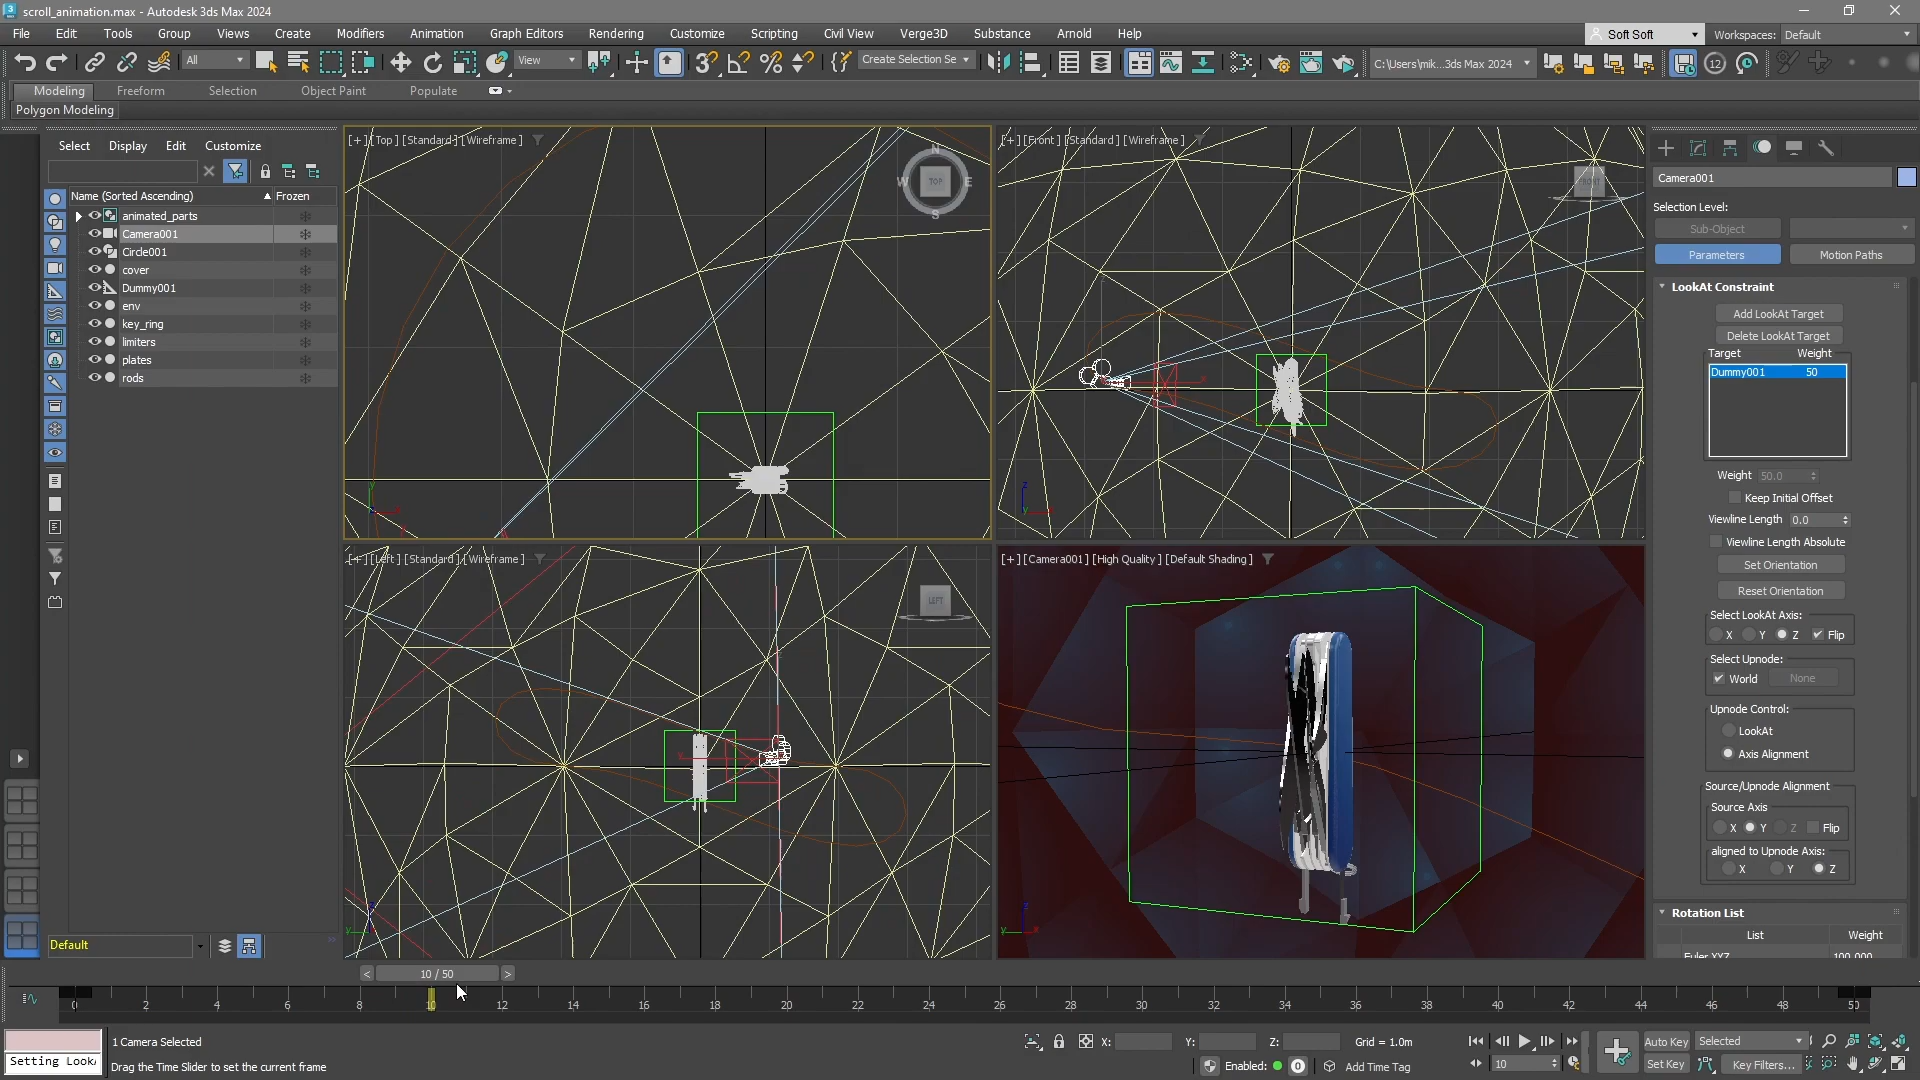 scroll_animation.max - Autodesk 3ds Max 2024
File Edit Tools Group Views Create Modifiers Animation Graph Editors Rendering Customize Scripting Civil View Verge3D Substance Arnold Help
Soft Soft Workspaces: Default
All View Create Selection Se C:\Users\mik...3ds Max 2024
Modeling Freeform Selection Object Paint Populate
Polygon Modeling
Select Display Edit Customize
Name (Sorted Ascending) Frozen
animated_parts
Camera001
Circle001
cover
Dummy001
env
key_ring
limiters
plates
rods
Default
[+] [Top] [Standard] [Wireframe]
N
W TOP E
S
[+] [Front] [Standard] [Wireframe]
[+] [Left] [Standard] [Wireframe]
LEFT
[+] [Camera001] [High Quality] [Default Shading]
Camera001
Selection Level:
Sub-Object
Parameters Motion Paths
LookAt Constraint
Add LookAt Target
Delete LookAt Target
Target Weight
Dummy001 50
Weight 50.0
Keep Initial Offset
Viewline Length 0.0
Viewline Length Absolute
Set Orientation
Reset Orientation
Select LookAt Axis:
X Y Z Flip
Select Upnode:
World None
Upnode Control:
LookAt
Axis Alignment
Source/Upnode Alignment
Source Axis
X Y Z Flip
aligned to Upnode Axis:
X Y Z
Rotation List
List Weight
Euler XYZ 100.000
< 10 / 50 >
0 2 4 6 8 10 12 14 16 18 20 22 24 26 28 30 32 34 36 38 40 42 44 46 48 50
1 Camera Selected
X: Y: Z: Grid = 1.0m
Auto Key Selected
Setting Look
Drag the Time Slider to set the current frame
Enabled: 0 Add Time Tag
10
Set Key Key Filters...